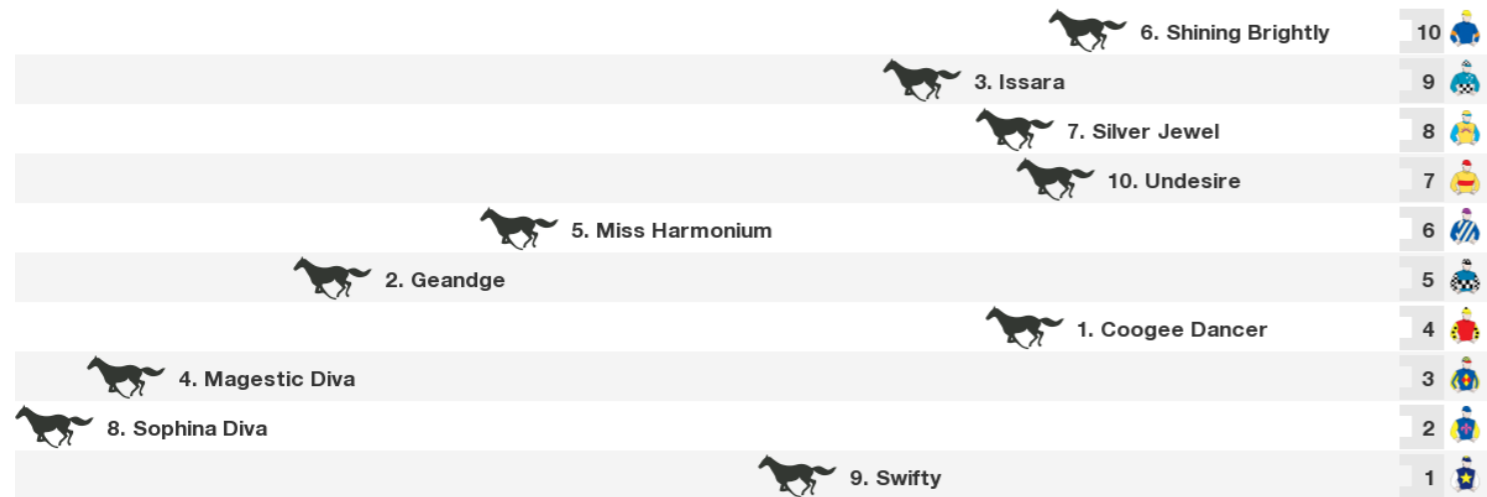 6. Shining Brightly 10
3. Issara 9
7. Silver Jewel 8
10. Undesire 7
5. Miss Harmonium 6
2. Geandge 5
1. Coogee Dancer 4
4. Magestic Diva 3
8. Sophina Diva 2
9. Swifty 1